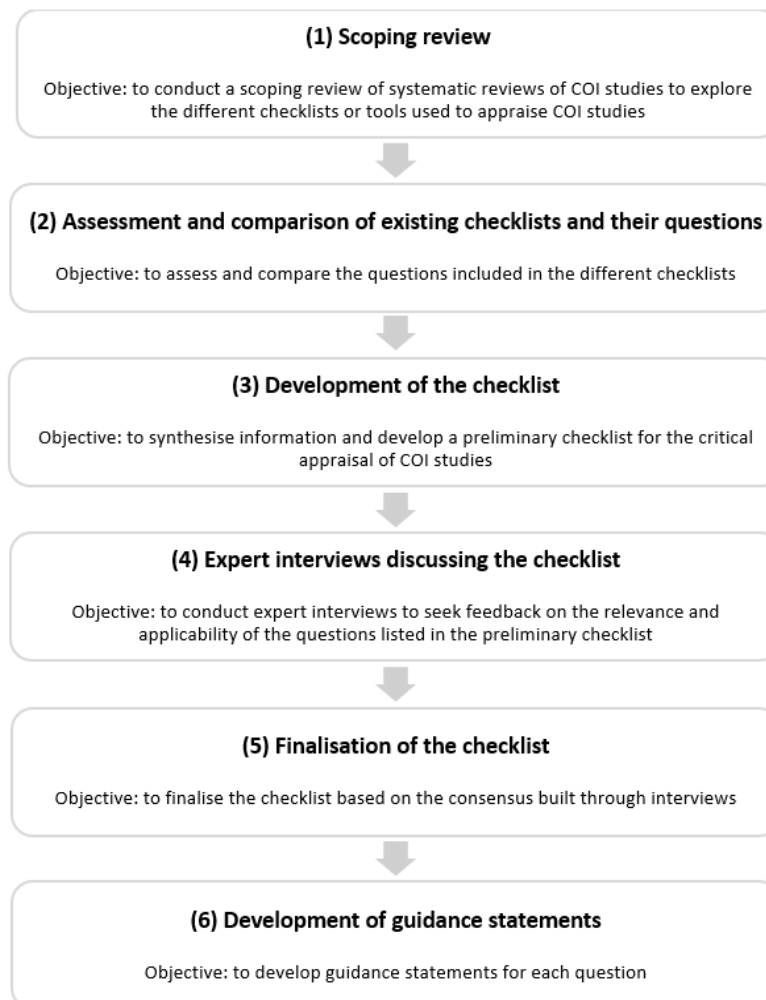 (1) Scoping review
Objective: to conduct a scoping review of systematic reviews of COI studies to explore
the different checklists or tools used to appraise COI studies
(2) Assessment and comparison of existing checklists and their questions
Objective: to assess and compare the questions included in the different checklists
(3) Development of the checklist
Objective: to synthesise information and develop a preliminary checklist for the critical
appraisal of COI studies
(4) Expert interviews discussing the checklist
Objective: to conduct expert interviews to seek feedback on the relevance and
applicability of the questions listed in the preliminary checklist
(5) Finalisation of the checklist
Objective: to finalise the checklist based on the consensus built through interviews
(6) Development of guidance statements
Objective: to develop guidance statements for each question